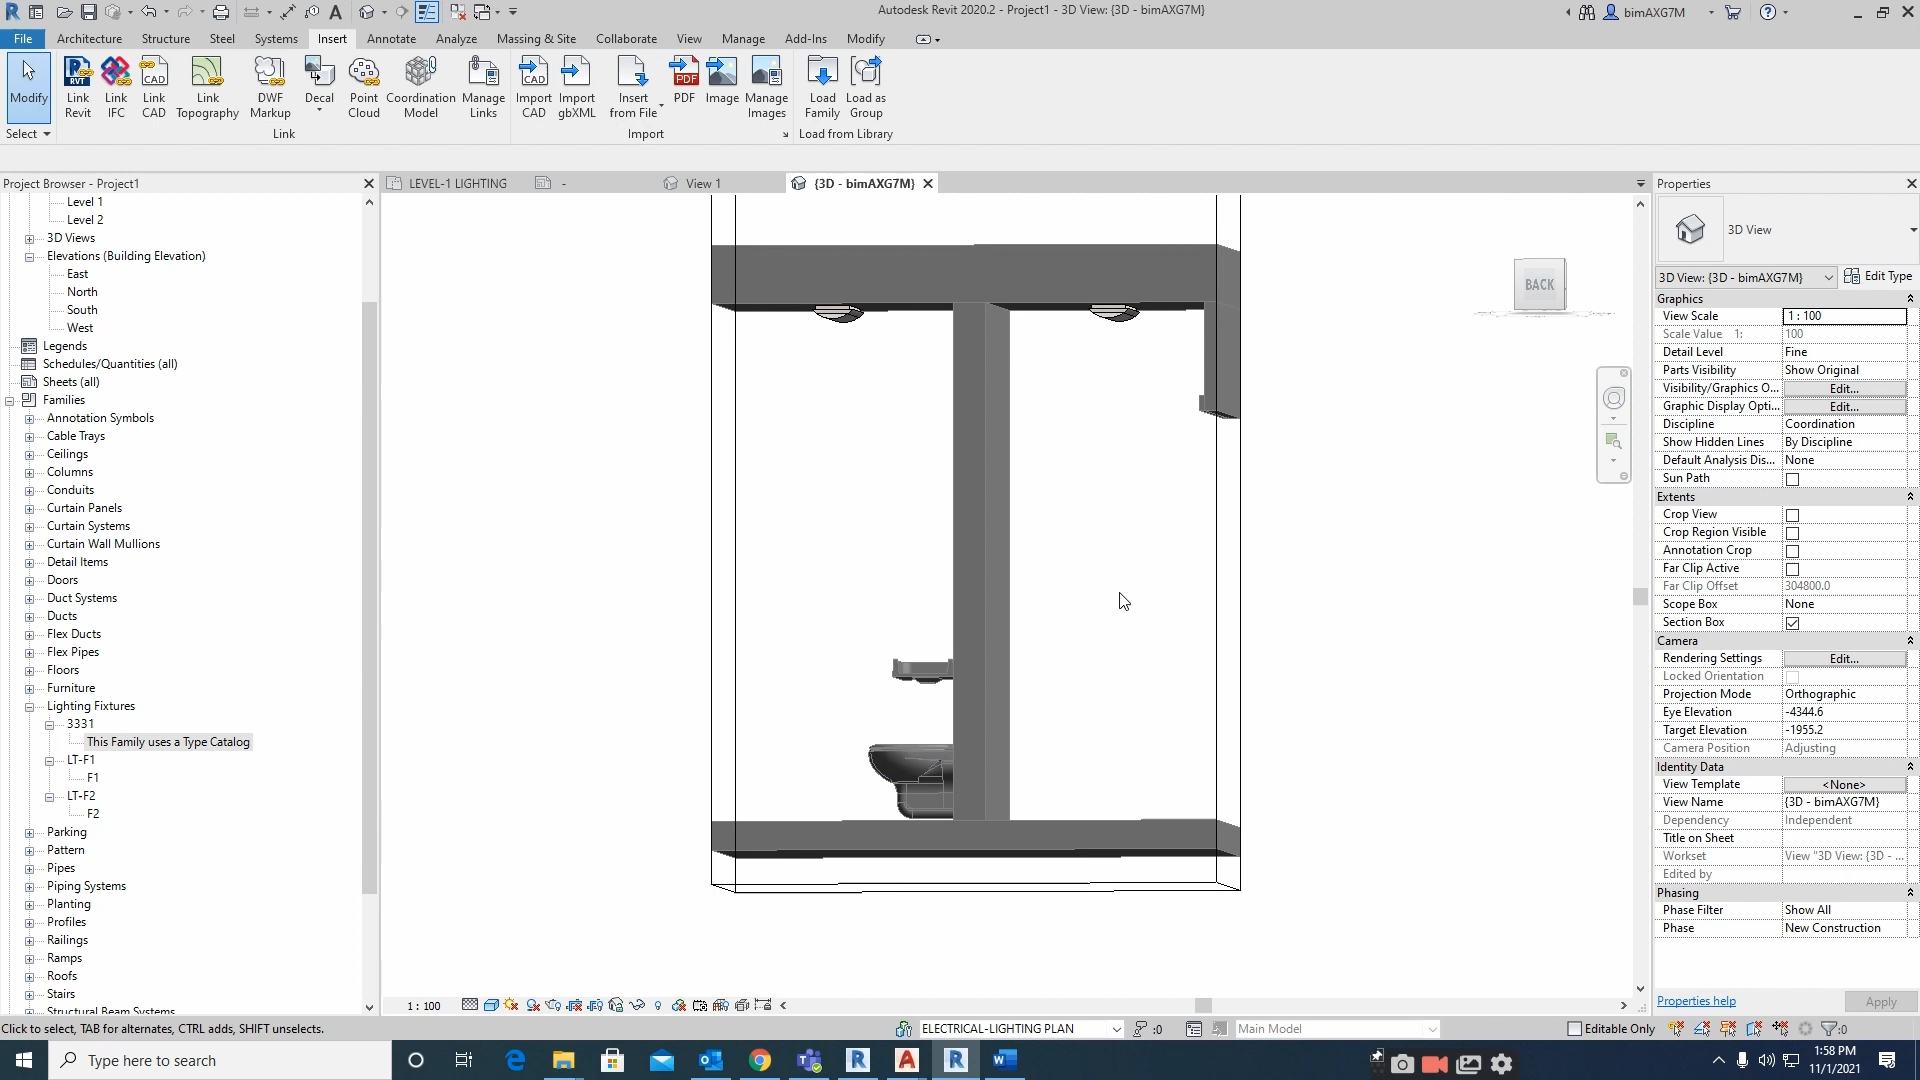 Autodesk Revit 2020.2 - Project1 - 3D View: {3D - bimAXG7M}
bimAXG7M
File Architecture Structure Steel Systems Insert Annotate Analyze Massing & Site Collaborate View Manage Add-Ins Modify
Modify
Link Revit
Link IFC
Link CAD
Link Topography
DWF Markup
Decal
Point Cloud
Coordination Model
Manage Links
Import CAD
Import gbXML
Insert from File
PDF
Image
Manage Images
Load Family
Load as Group
Select
Link
Import
Load from Library
Project Browser - Project1
LEVEL-1 LIGHTING
-
View 1
{3D - bimAXG7M}
Properties
Level 1
Level 2
3D Views
Elevations (Building Elevation)
East
North
South
West
Legends
Schedules/Quantities (all)
Sheets (all)
Families
Annotation Symbols
Cable Trays
Ceilings
Columns
Conduits
Curtain Panels
Curtain Systems
Curtain Wall Mullions
Detail Items
Doors
Duct Systems
Ducts
Flex Ducts
Flex Pipes
Floors
Furniture
Lighting Fixtures
3331
This Family uses a Type Catalog
LT-F1
F1
LT-F2
F2
Parking
Pattern
Pipes
Piping Systems
Planting
Profiles
Railings
Ramps
Roofs
Stairs
Structural Beam Systems
BACK
3D View
3D View: {3D - bimAXG7M}
Edit Type
Graphics
View Scale 1 : 100
Scale Value 1: 100
Detail Level Fine
Parts Visibility Show Original
Visibility/Graphics O... Edit...
Graphic Display Opti... Edit...
Discipline Coordination
Show Hidden Lines By Discipline
Default Analysis Dis... None
Sun Path
Extents
Crop View
Crop Region Visible
Annotation Crop
Far Clip Active
Far Clip Offset 304800.0
Scope Box None
Section Box
Camera
Rendering Settings Edit...
Locked Orientation
Projection Mode Orthographic
Eye Elevation -4344.6
Target Elevation -1955.2
Camera Position Adjusting
Identity Data
View Template <None>
View Name {3D - bimAXG7M}
Dependency Independent
Title on Sheet
Workset View "3D View: {3D - ...
Edited by
Phasing
Phase Filter Show All
Phase New Construction
Properties help
Apply
1 : 100
Click to select, TAB for alternates, CTRL adds, SHIFT unselects.
ELECTRICAL-LIGHTING PLAN
:0
Main Model
Editable Only
:0
Type here to search
1:58 PM
11/1/2021